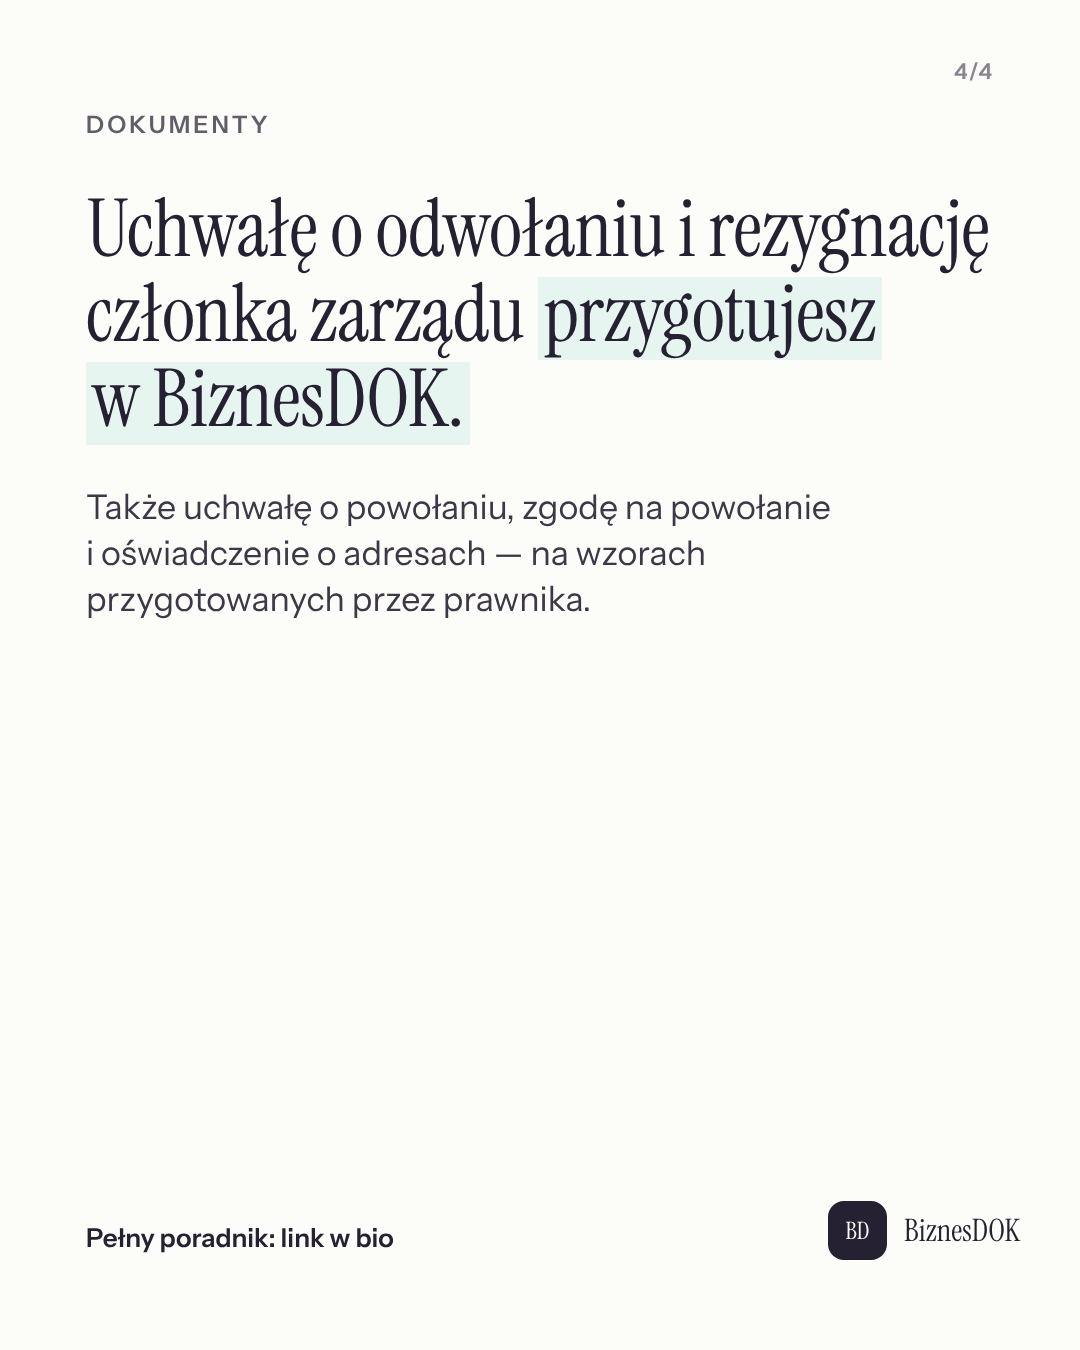 4/4
DOKUMENTY
Uchwałę o odwołaniu i rezygnację
członka zarządu przygotujesz
w BiznesDOK.
Także uchwałę o powołaniu, zgodę na powołanie
i oświadczenie o adresach — na wzorach
przygotowanych przez prawnika.
Pełny poradnik: link w bio
BD BiznesDOK